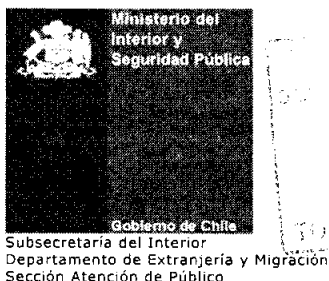 Ministerio del
Interior y
Seguridad Pública
Gobierno de Chile
Subsecretaría del Interior
Departamento de Extranjería y Migración
Sección Atención de Público